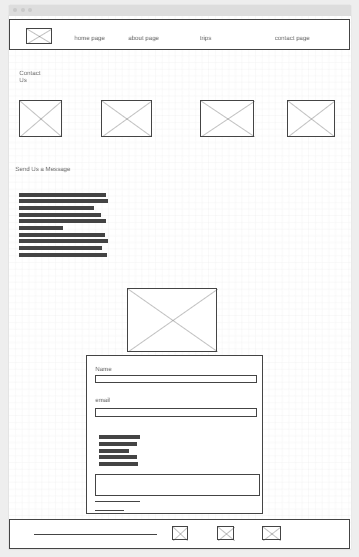 home page about page trips contact page
Contact
Us
Send Us a Message
Name
email